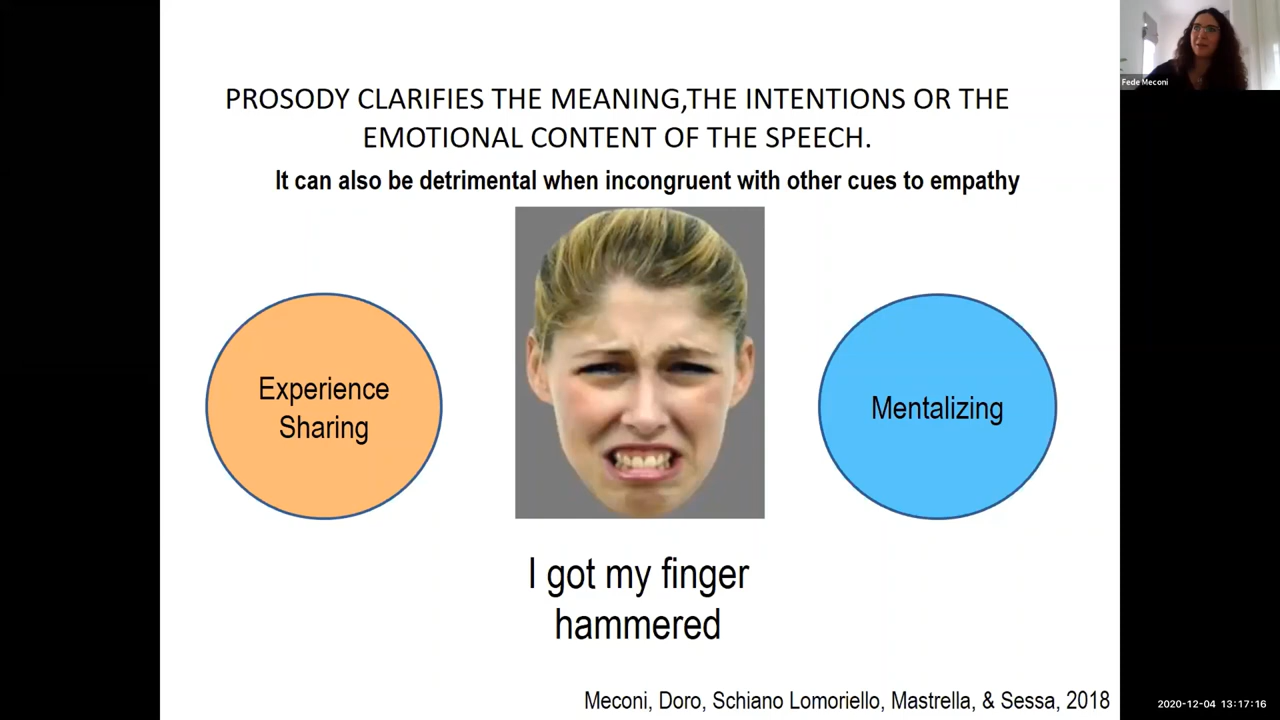 PROSODY CLARIFIES THE MEANING,THE INTENTIONS OR THE
EMOTIONAL CONTENT OF THE SPEECH.
It can also be detrimental when incongruent with other cues to empathy
Experience
Sharing
Mentalizing
I got my finger
hammered
Meconi, Doro, Schiano Lomoriello, Mastrella, & Sessa, 2018
Fede Meconi
2020-12-04 13:17:16